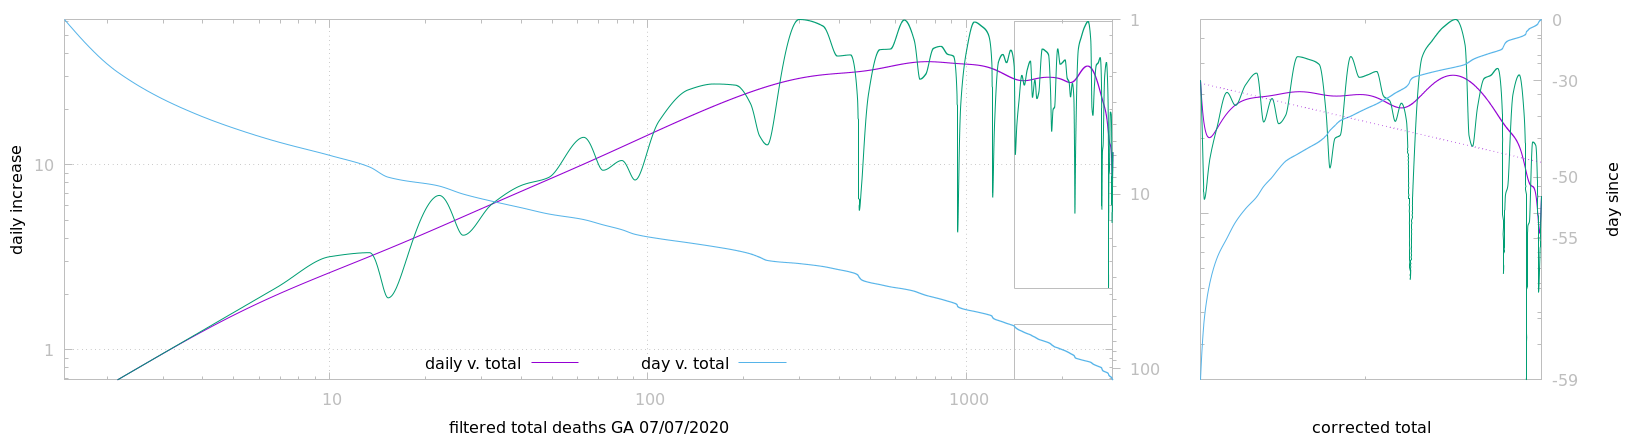 daily increase
10
1
daily v. total
day v. total
10
100
1000
filtered total deaths GA 07/07/2020
1
10
100
0
-30
-50
-55
-59
day since
corrected total